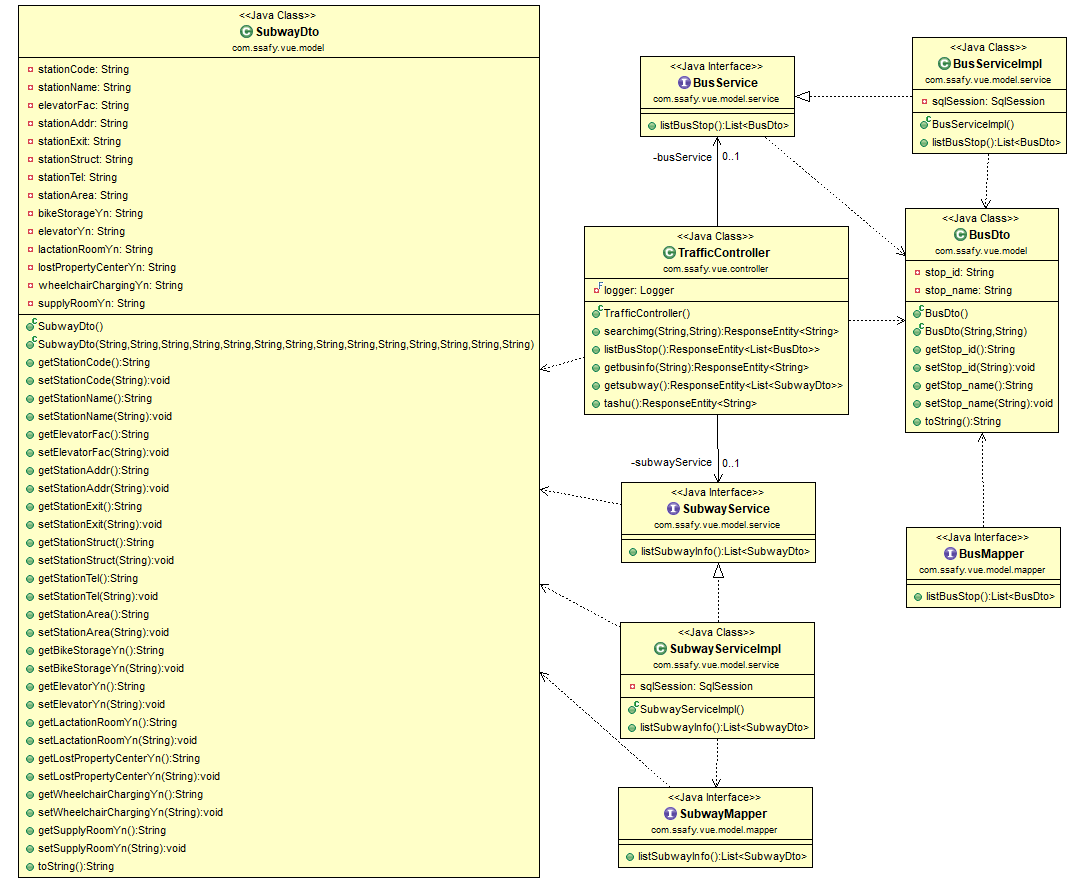 <<Java Class>>
SubwayDto
com.ssafy.vue.model
stationCode: String
stationName: String
elevatorFac: String
stationAddr: String
stationExit: String
stationStruct: String
stationTel: String
stationArea: String
bikeStorageYn: String
elevatorYn: String
lactationRoomYn: String
lostPropertyCenterYn: String
wheelchairChargingYn: String
supplyRoomYn: String
SubwayDto()
SubwayDto(String,String,String,String,String,String,String,String,String,String,String,String,String,String)
getStationCode():String
setStationCode(String):void
getStationName():String
setStationName(String):void
getElevatorFac():String
setElevatorFac(String):void
getStationAddr():String
setStationAddr(String):void
getStationExit():String
setStationExit(String):void
getStationStruct():String
setStationStruct(String):void
getStationTel():String
setStationTel(String):void
getStationArea():String
setStationArea(String):void
getBikeStorageYn():String
setBikeStorageYn(String):void
getElevatorYn():String
setElevatorYn(String):void
getLactationRoomYn():String
setLactationRoomYn(String):void
getLostPropertyCenterYn():String
setLostPropertyCenterYn(String):void
getWheelchairChargingYn():String
setWheelchairChargingYn(String):void
getSupplyRoomYn():String
setSupplyRoomYn(String):void
toString():String
<<Java Interface>>
BusService
com.ssafy.vue.model.service
listBusStop():List<BusDto>
-busService 0..1
<<Java Class>>
BusServiceImpl
com.ssafy.vue.model.service
sqlSession: SqlSession
BusServiceImpl()
listBusStop():List<BusDto>
<<Java Class>>
TrafficController
com.ssafy.vue.controller
logger: Logger
TrafficController()
searchimg(String,String):ResponseEntity<String>
listBusStop():ResponseEntity<List<BusDto>>
getbusinfo(String):ResponseEntity<String>
getsubway():ResponseEntity<List<SubwayDto>>
tashu():ResponseEntity<String>
<<Java Class>>
BusDto
com.ssafy.vue.model
stop_id: String
stop_name: String
BusDto()
BusDto(String,String)
getStop_id():String
setStop_id(String):void
getStop_name():String
setStop_name(String):void
toString():String
-subwayService 0..1
<<Java Interface>>
SubwayService
com.ssafy.vue.model.service
listSubwayInfo():List<SubwayDto>
<<Java Interface>>
BusMapper
com.ssafy.vue.model.mapper
listBusStop():List<BusDto>
<<Java Class>>
SubwayServiceImpl
com.ssafy.vue.model.service
sqlSession: SqlSession
SubwayServiceImpl()
listSubwayInfo():List<SubwayDto>
<<Java Interface>>
SubwayMapper
com.ssafy.vue.model.mapper
listSubwayInfo():List<SubwayDto>